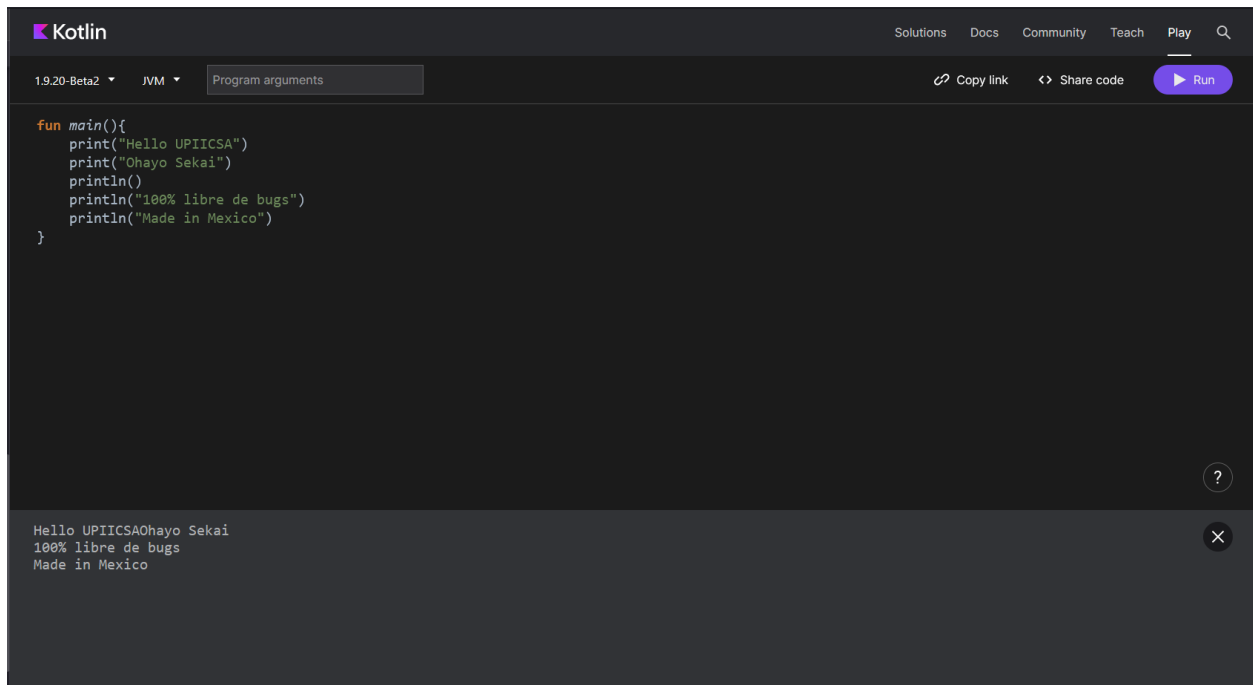 Kotlin
Solutions Docs Community Teach Play
1.9.20-Beta2 JVM Program arguments Copy link <> Share code Run
fun main(){
    print("Hello UPIICSA")
    print("Ohayo Sekai")
    println()
    println("100% libre de bugs")
    println("Made in Mexico")
}
?
Hello UPIICSAOhayo Sekai
100% libre de bugs
Made in Mexico